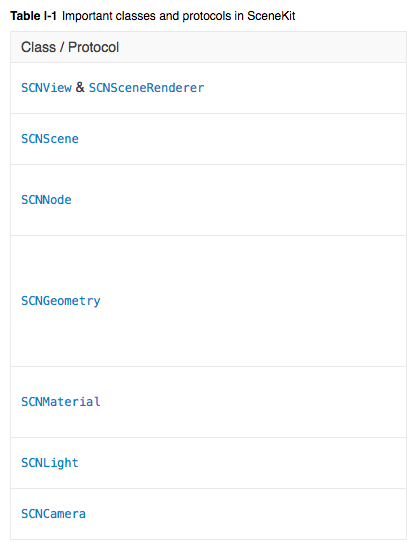 Table I-1 Important classes and protocols in SceneKit
Class / Protocol
SCNView & SCNSceneRenderer
SCNScene
SCNNode
SCNGeometry
SCNMaterial
SCNLight
SCNCamera